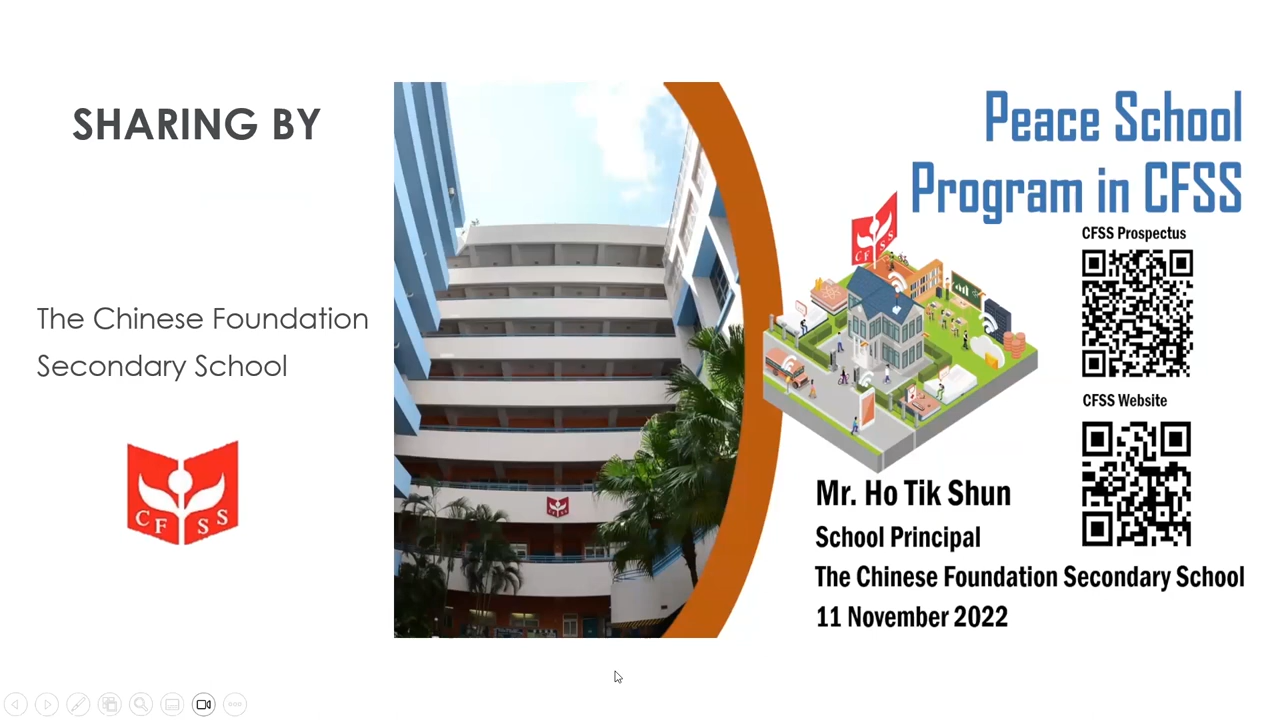 SHARING BY
The Chinese Foundation
Secondary School
CFSS
Peace School
Program in CFSS
CFSS
CFSS Prospectus
CFSS Website
Mr. Ho Tik Shun
School Principal
The Chinese Foundation Secondary School
11 November 2022